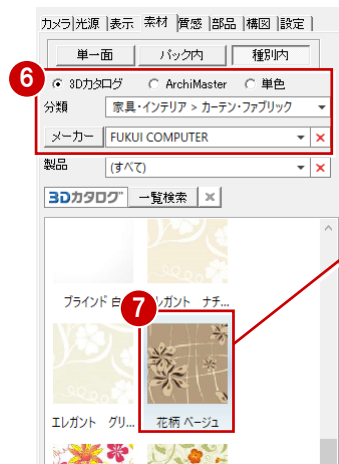 カメラ|光源|表示 素材 |質感|部品|構図|設定|
単一面 パック内 種別内
6
3Dカタログ ArchiMaster 単色
分類 家具・インテリア > カーテン・ファブリック
メーカー FUKUI COMPUTER
製品 (すべて)
3Dカタログ 一覧検索 ×
ブラインド 白 レガント ナチ...
7
エレガント グリ... 花柄 ベージュ